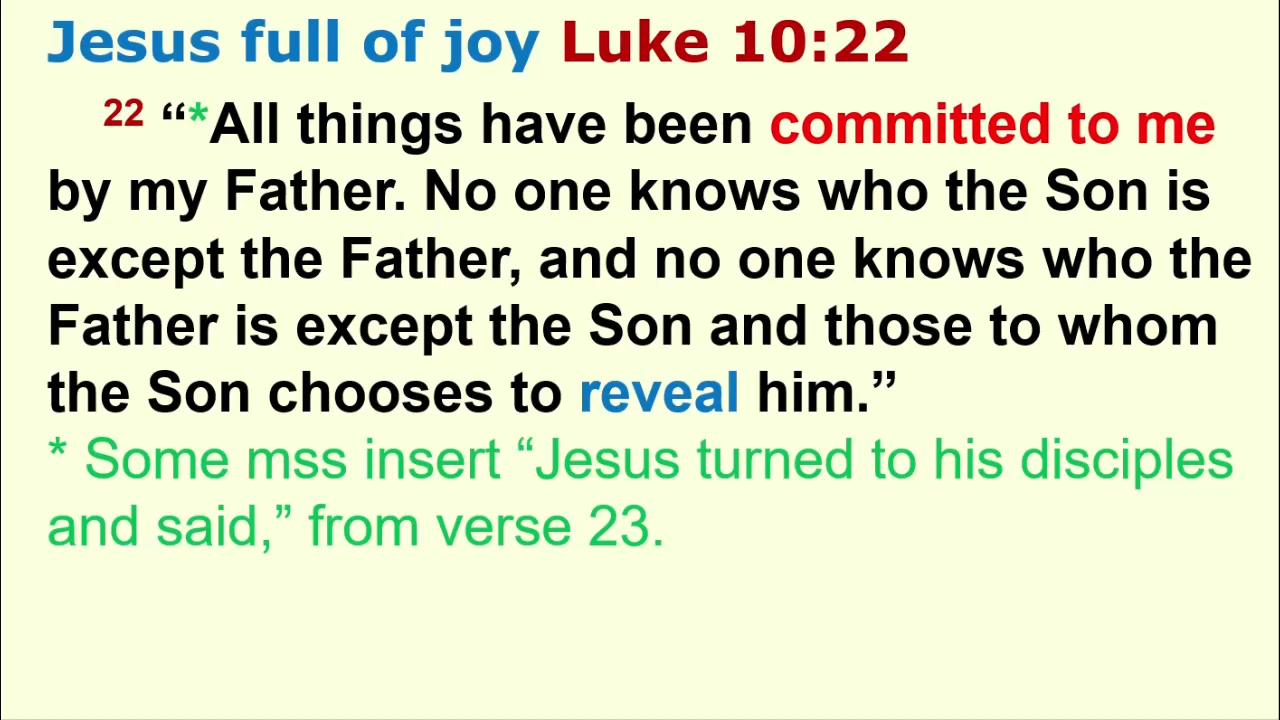 Jesus full of joy Luke 10:22
22 “*All things have been committed to me
by my Father. No one knows who the Son is
except the Father, and no one knows who the
Father is except the Son and those to whom
the Son chooses to reveal him.”
* Some mss insert “Jesus turned to his disciples
and said,” from verse 23.